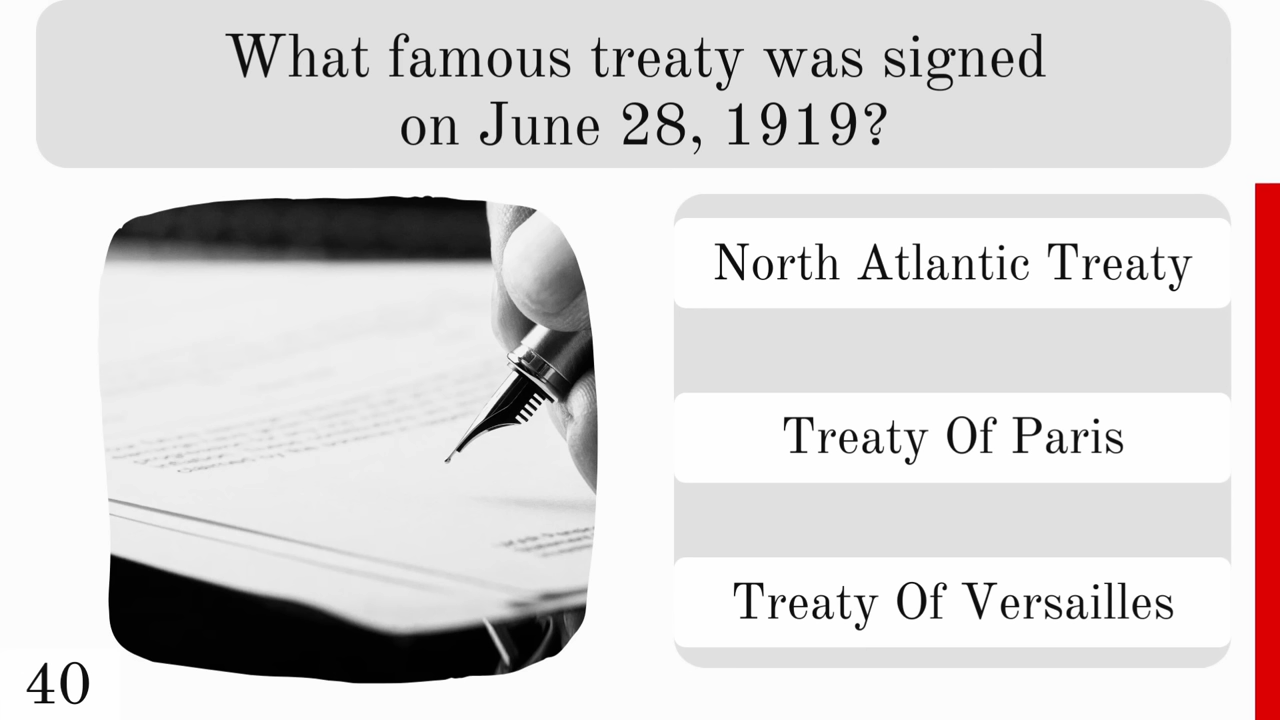 What famous treaty was signed
on June 28, 1919?
North Atlantic Treaty
Treaty Of Paris
Treaty Of Versailles
40